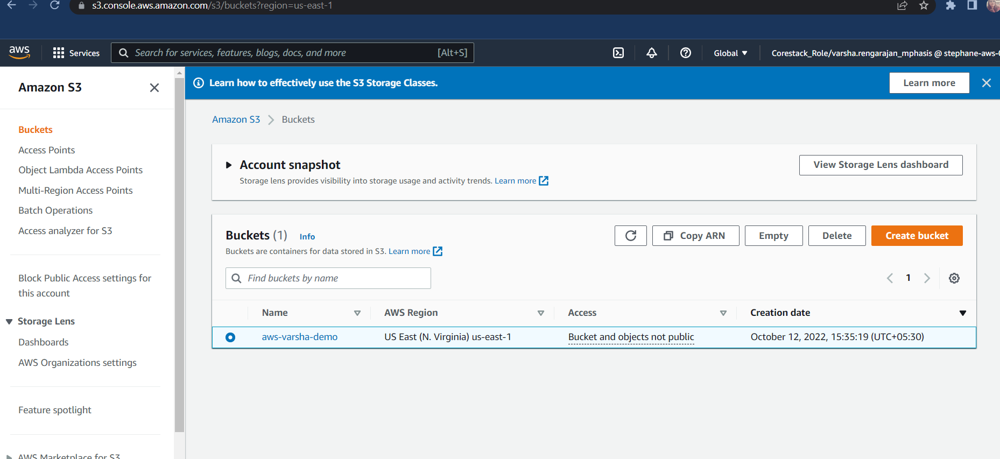 s3.console.aws.amazon.com/s3/buckets?region=us-east-1
aws
Services
Search for services, features, blogs, docs, and more
[Alt+S]
Global
Corestack_Role/varsha.rengarajan_mphasis @ stephane-aws-
Amazon S3
Buckets
Access Points
Object Lambda Access Points
Multi-Region Access Points
Batch Operations
Access analyzer for S3
Block Public Access settings for
this account
Storage Lens
Dashboards
AWS Organizations settings
Feature spotlight
AWS Marketplace for S3
Learn how to effectively use the S3 Storage Classes.
Learn more
Amazon S3
Buckets
Account snapshot
View Storage Lens dashboard
Storage lens provides visibility into storage usage and activity trends. Learn more
Buckets (1) Info
Copy ARN
Empty
Delete
Create bucket
Buckets are containers for data stored in S3. Learn more
Find buckets by name
1
Name
AWS Region
Access
Creation date
aws-varsha-demo
US East (N. Virginia) us-east-1
Bucket and objects not public
October 12, 2022, 15:35:19 (UTC+05:30)